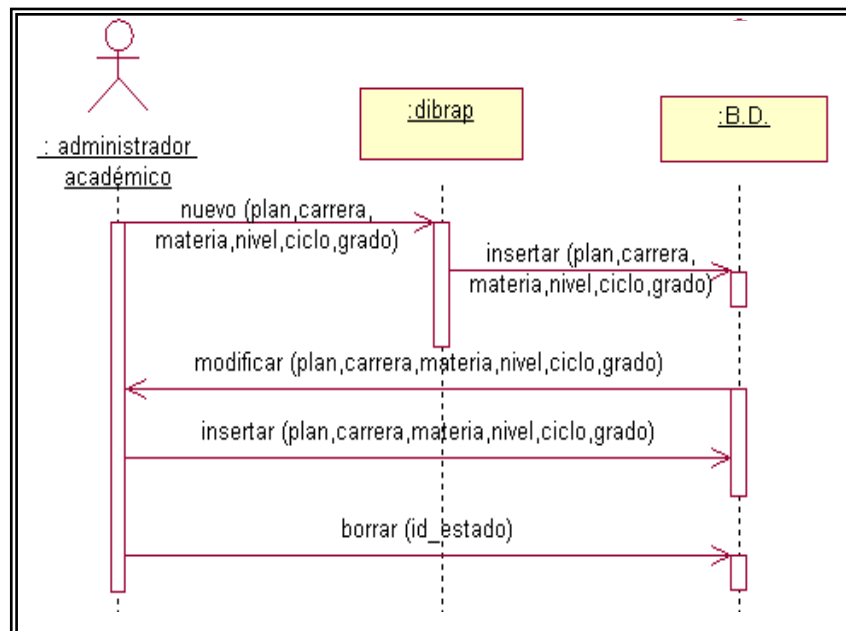 : administrador
académico
:dibrap
:B.D.
nuevo (plan,carrera,
materia,nivel,ciclo,grado)
insertar (plan,carrera,
materia,nivel,ciclo,grado)
modificar (plan,carrera,materia,nivel,ciclo,grado)
insertar (plan,carrera,materia,nivel,ciclo,grado)
borrar (id_estado)